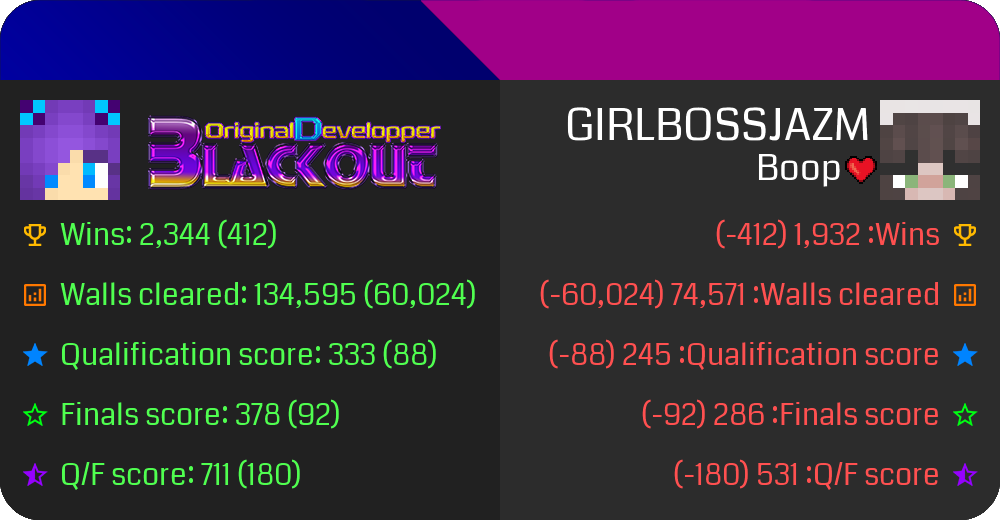 OriginalDevelopper
BLACKOUT
Wins: 2,344 (412)
Walls cleared: 134,595 (60,024)
Qualification score: 333 (88)
Finals score: 378 (92)
Q/F score: 711 (180)
GIRLBOSSJAZM
Boop
(-412) 1,932 :Wins
(-60,024) 74,571 :Walls cleared
(-88) 245 :Qualification score
(-92) 286 :Finals score
(-180) 531 :Q/F score